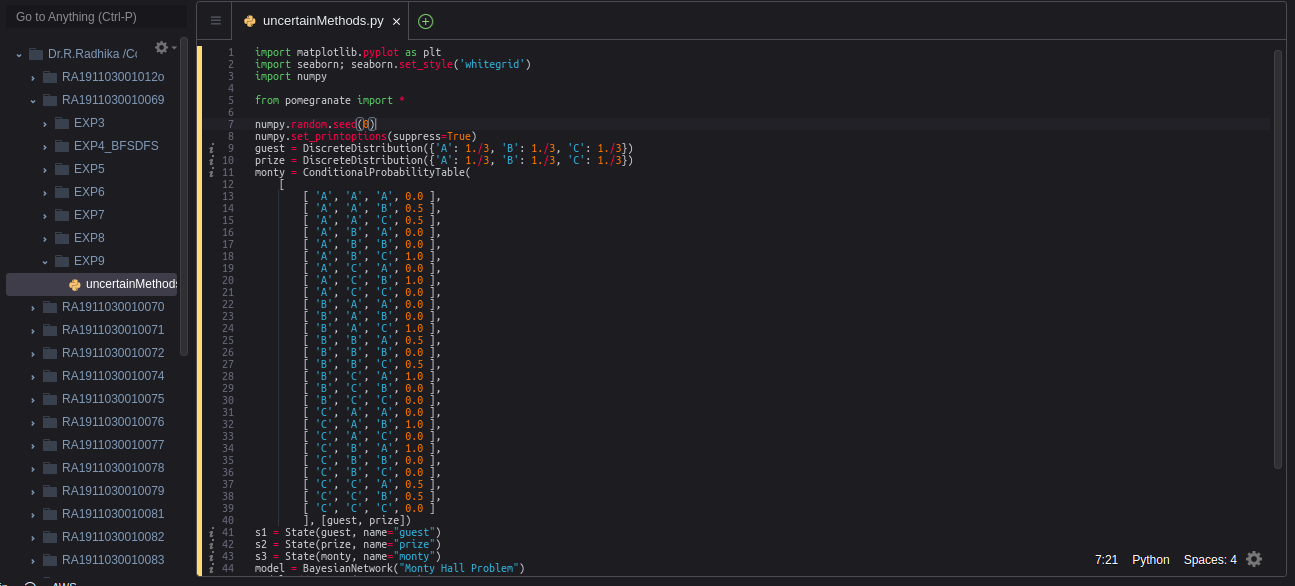 Go to Anything (Ctrl-P)
Dr.R.Radhika /Co
RA191103001012o
RA1911030010069
EXP3
EXP4_BFSDFS
EXP5
EXP6
EXP7
EXP8
EXP9
uncertainMethods
RA1911030010070
RA1911030010071
RA1911030010072
RA1911030010074
RA1911030010075
RA1911030010076
RA1911030010077
RA1911030010078
RA1911030010079
RA1911030010081
RA1911030010082
RA1911030010083
AWS
uncertainMethods.py
1 import matplotlib.pyplot as plt
2 import seaborn; seaborn.set_style('whitegrid')
3 import numpy
4
5 from pomegranate import *
6
7 numpy.random.seed(0)
8 numpy.set_printoptions(suppress=True)
9 guest = DiscreteDistribution({'A': 1./3, 'B': 1./3, 'C': 1./3})
10 prize = DiscreteDistribution({'A': 1./3, 'B': 1./3, 'C': 1./3})
11 monty = ConditionalProbabilityTable(
12 [
13 [ 'A', 'A', 'A', 0.0 ],
14 [ 'A', 'A', 'B', 0.5 ],
15 [ 'A', 'A', 'C', 0.5 ],
16 [ 'A', 'B', 'A', 0.0 ],
17 [ 'A', 'B', 'B', 0.0 ],
18 [ 'A', 'B', 'C', 1.0 ],
19 [ 'A', 'C', 'A', 0.0 ],
20 [ 'A', 'C', 'B', 1.0 ],
21 [ 'A', 'C', 'C', 0.0 ],
22 [ 'B', 'A', 'A', 0.0 ],
23 [ 'B', 'A', 'B', 0.0 ],
24 [ 'B', 'A', 'C', 1.0 ],
25 [ 'B', 'B', 'A', 0.5 ],
26 [ 'B', 'B', 'B', 0.0 ],
27 [ 'B', 'B', 'C', 0.5 ],
28 [ 'B', 'C', 'A', 1.0 ],
29 [ 'B', 'C', 'B', 0.0 ],
30 [ 'B', 'C', 'C', 0.0 ],
31 [ 'C', 'A', 'A', 0.0 ],
32 [ 'C', 'A', 'B', 1.0 ],
33 [ 'C', 'A', 'C', 0.0 ],
34 [ 'C', 'B', 'A', 1.0 ],
35 [ 'C', 'B', 'B', 0.0 ],
36 [ 'C', 'B', 'C', 0.0 ],
37 [ 'C', 'C', 'A', 0.5 ],
38 [ 'C', 'C', 'B', 0.5 ],
39 [ 'C', 'C', 'C', 0.0 ]
40 ], [guest, prize])
41 s1 = State(guest, name="guest")
42 s2 = State(prize, name="prize")
43 s3 = State(monty, name="monty")
44 model = BayesianNetwork("Monty Hall Problem")
7:21 Python Spaces: 4